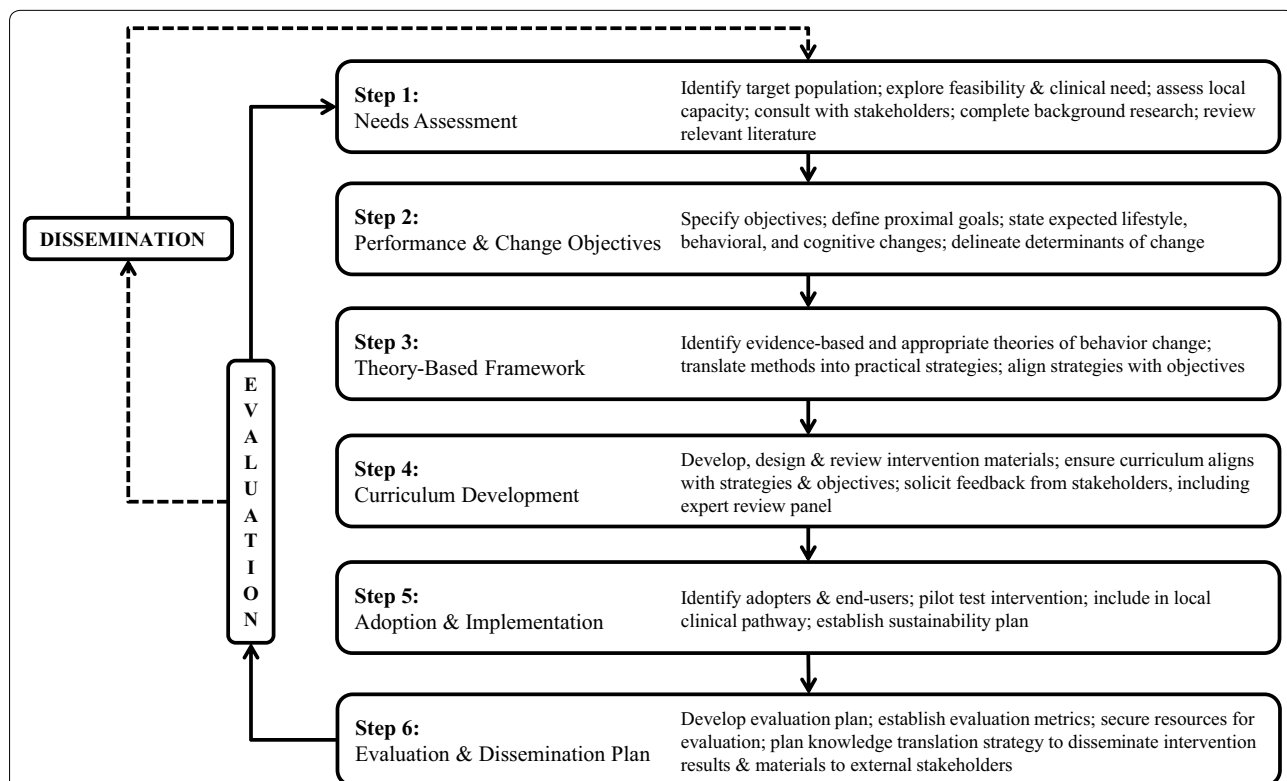 Step 1:
Needs Assessment
Identify target population; explore feasibility & clinical need; assess local
capacity; consult with stakeholders; complete background research; review
relevant literature
Step 2:
Performance & Change Objectives
Specify objectives; define proximal goals; state expected lifestyle,
behavioral, and cognitive changes; delineate determinants of change
DISSEMINATION
Step 3:
Theory-Based Framework
Identify evidence-based and appropriate theories of behavior change;
translate methods into practical strategies; align strategies with objectives
EVALUATION
Step 4:
Curriculum Development
Develop, design & review intervention materials; ensure curriculum aligns
with strategies & objectives; solicit feedback from stakeholders, including
expert review panel
Step 5:
Adoption & Implementation
Identify adopters & end-users; pilot test intervention; include in local
clinical pathway; establish sustainability plan
Step 6:
Evaluation & Dissemination Plan
Develop evaluation plan; establish evaluation metrics; secure resources for
evaluation; plan knowledge translation strategy to disseminate intervention
results & materials to external stakeholders